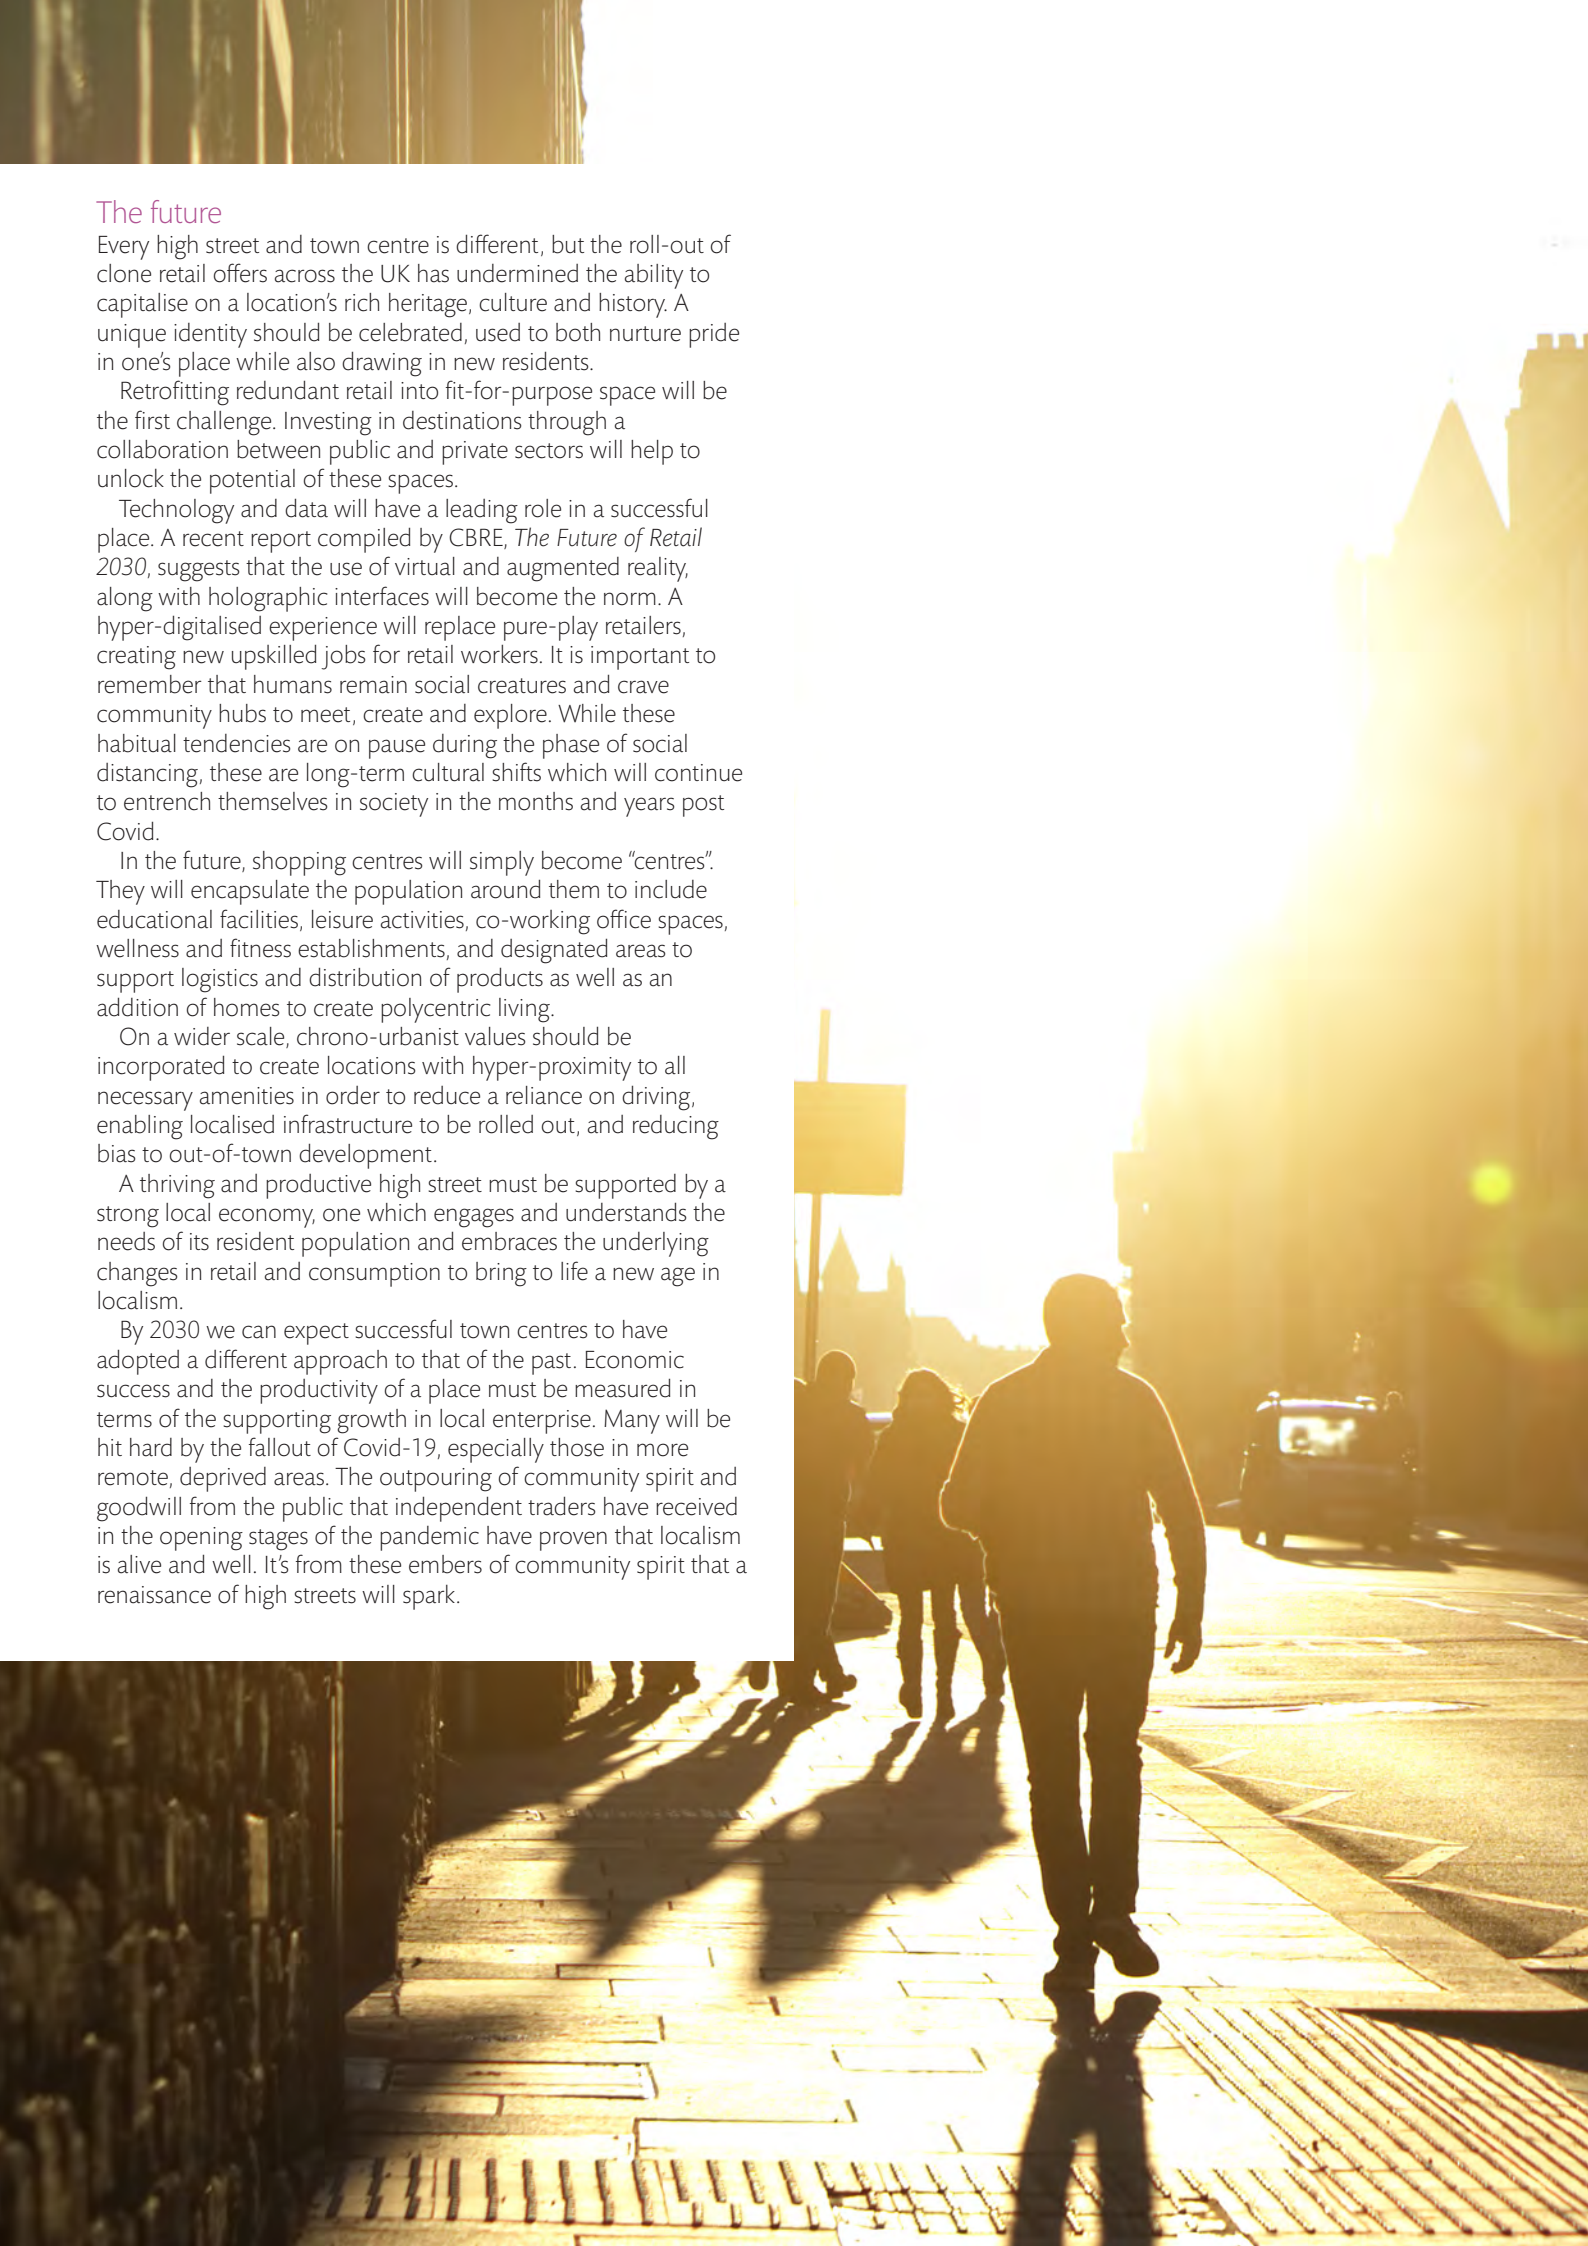 The future
Every high street and town centre is different, but the roll-out of
clone retail offers across the UK has undermined the ability to
capitalise on a location’s rich heritage, culture and history. A
unique identity should be celebrated, used to both nurture pride
in one’s place while also drawing in new residents.
Retrofitting redundant retail into fit-for-purpose space will be
the first challenge. Investing in destinations through a
collaboration between public and private sectors will help to
unlock the potential of these spaces.
Technology and data will have a leading role in a successful
place. A recent report compiled by CBRE, The Future of Retail
2030, suggests that the use of virtual and augmented reality,
along with holographic interfaces will become the norm. A
hyper-digitalised experience will replace pure-play retailers,
creating new upskilled jobs for retail workers. It is important to
remember that humans remain social creatures and crave
community hubs to meet, create and explore. While these
habitual tendencies are on pause during the phase of social
distancing, these are long-term cultural shifts which will continue
to entrench themselves in society in the months and years post
Covid.
In the future, shopping centres will simply become “centres”.
They will encapsulate the population around them to include
educational facilities, leisure activities, co-working office spaces,
wellness and fitness establishments, and designated areas to
support logistics and distribution of products as well as an
addition of homes to create polycentric living.
On a wider scale, chrono-urbanist values should be
incorporated to create locations with hyper-proximity to all
necessary amenities in order to reduce a reliance on driving,
enabling localised infrastructure to be rolled out, and reducing
bias to out-of-town development.
A thriving and productive high street must be supported by a
strong local economy, one which engages and understands the
needs of its resident population and embraces the underlying
changes in retail and consumption to bring to life a new age in
localism.
By 2030 we can expect successful town centres to have
adopted a different approach to that of the past. Economic
success and the productivity of a place must be measured in
terms of the supporting growth in local enterprise. Many will be
hit hard by the fallout of Covid-19, especially those in more
remote, deprived areas. The outpouring of community spirit and
goodwill from the public that independent traders have received
in the opening stages of the pandemic have proven that localism
is alive and well. It’s from these embers of community spirit that a
renaissance of high streets will spark.